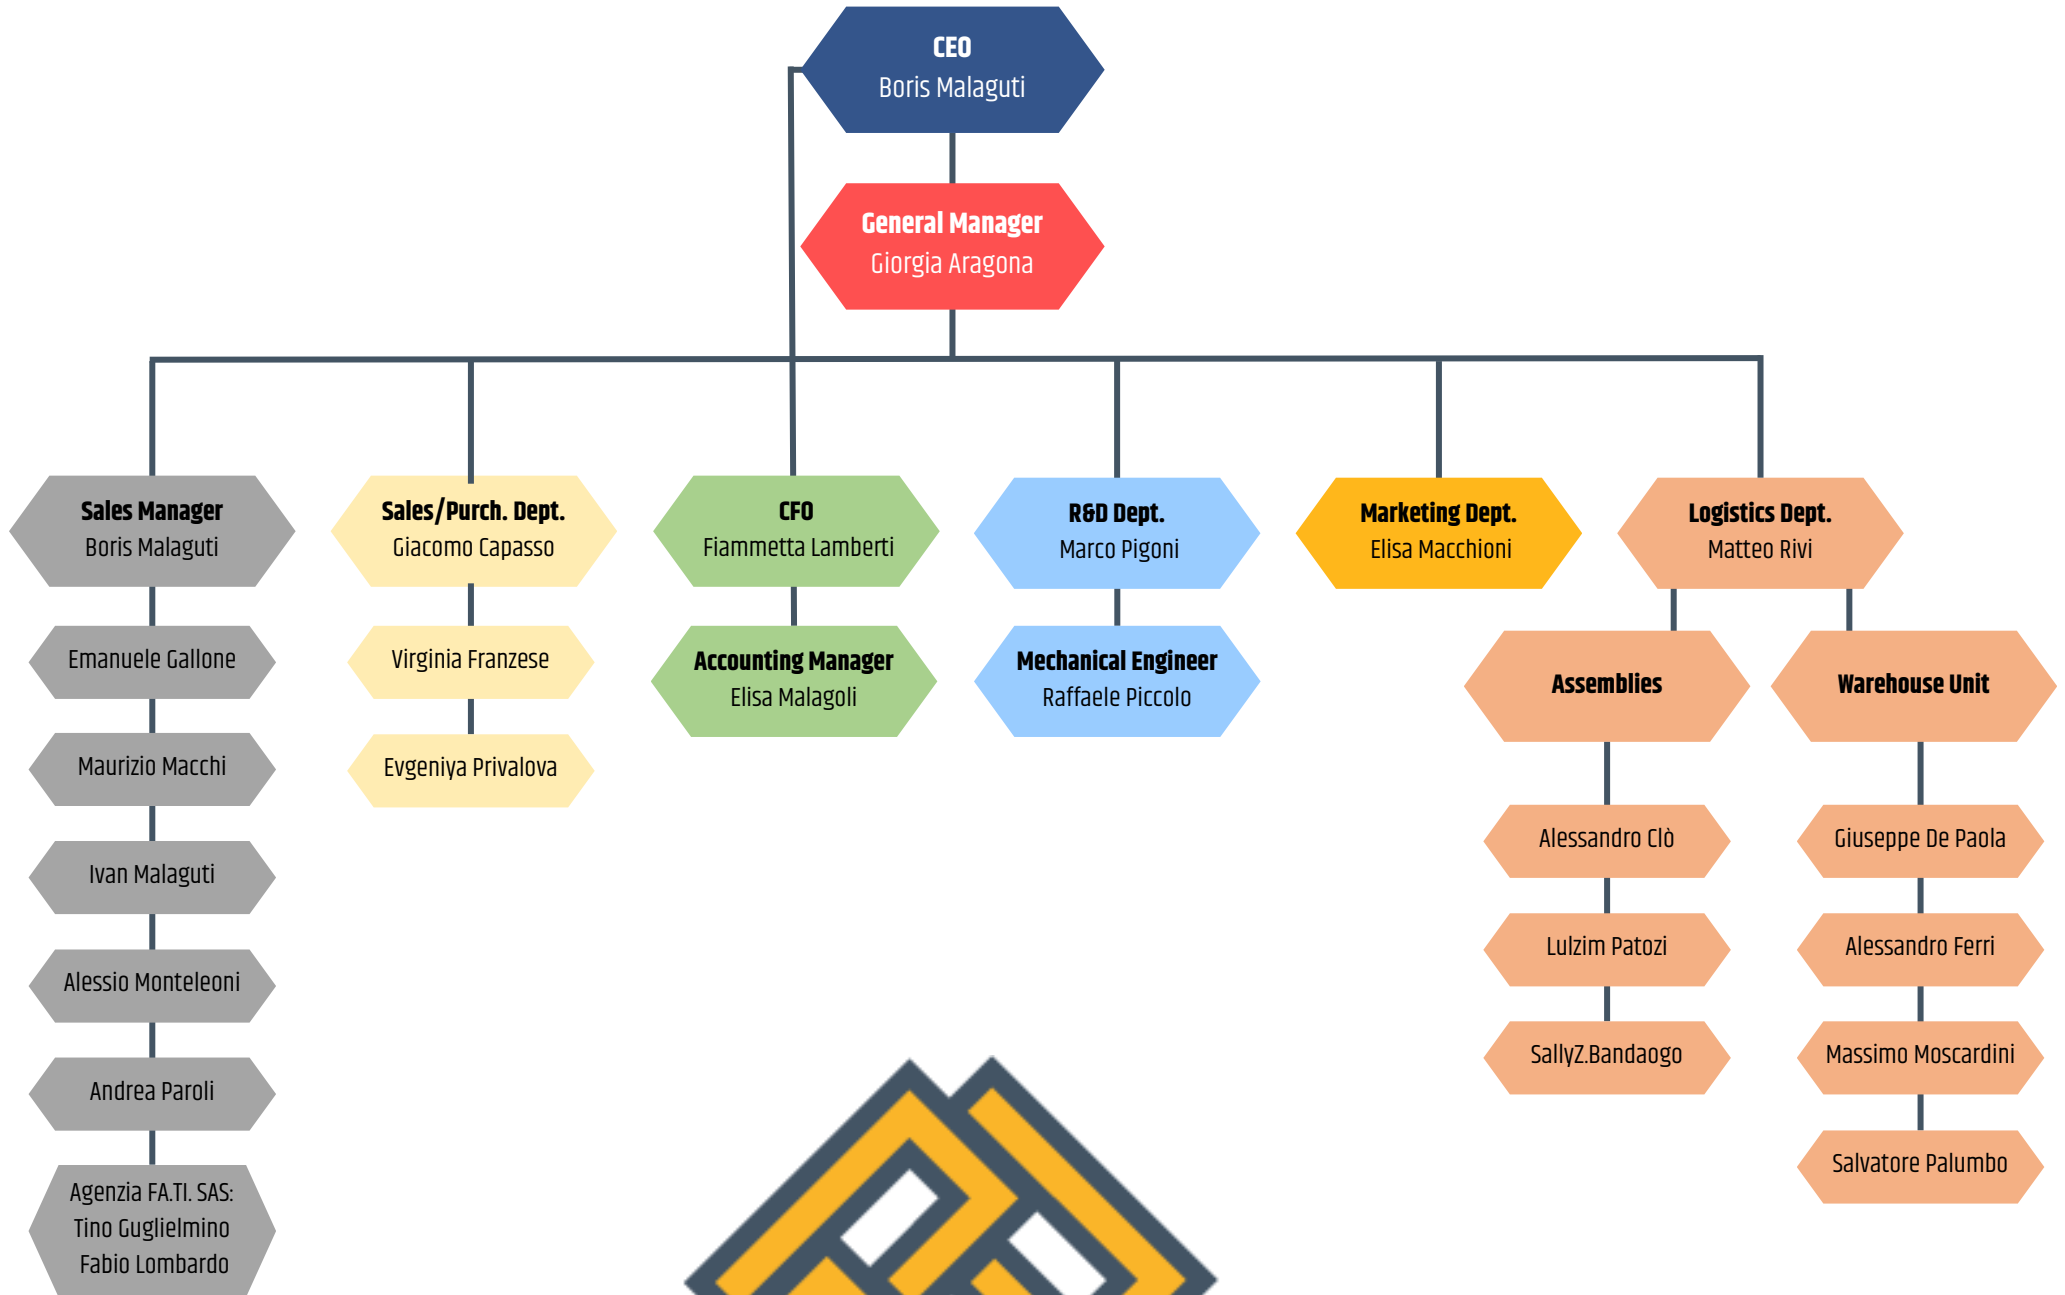 CEO
Boris Malaguti
General Manager
Giorgia Aragona
Sales Manager
Boris Malaguti
Emanuele Gallone
Maurizio Macchi
Ivan Malaguti
Alessio Monteleoni
Andrea Paroli
Agenzia FA.TI. SAS:
Tino Guglielmino
Fabio Lombardo
Sales/Purch. Dept.
Giacomo Capasso
Virginia Franzese
Evgeniya Privalova
CFO
Fiammetta Lamberti
Accounting Manager
Elisa Malagoli
R&D Dept.
Marco Pigoni
Mechanical Engineer
Raffaele Piccolo
Marketing Dept.
Elisa Macchioni
Logistics Dept.
Matteo Rivi
Assemblies
Alessandro Clò
Lulzim Patozi
SallyZ.Bandaogo
Warehouse Unit
Giuseppe De Paola
Alessandro Ferri
Massimo Moscardini
Salvatore Palumbo